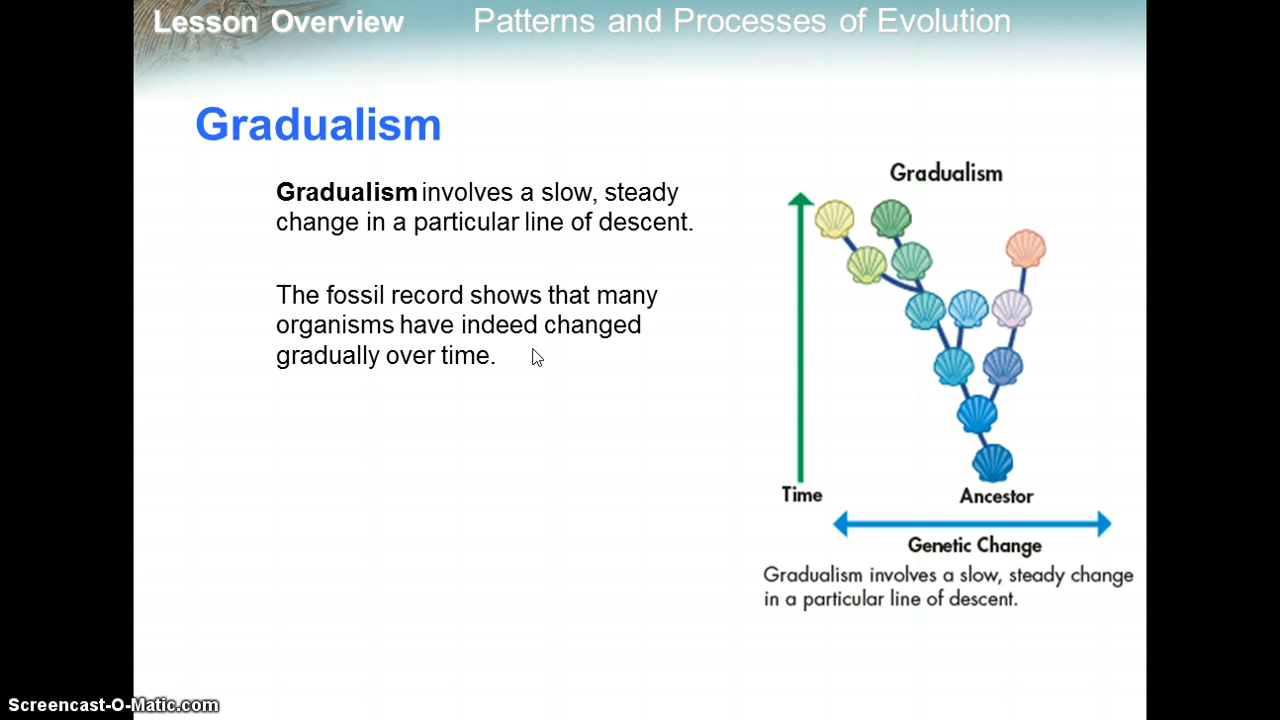 Lesson Overview Patterns and Processes of Evolution
Gradualism
Gradualism involves a slow, steady
change in a particular line of descent.
The fossil record shows that many
organisms have indeed changed
gradually over time.
Gradualism
Time
Ancestor
Genetic Change
Gradualism involves a slow, steady change
in a particular line of descent.
Screencast-O-Matic.com